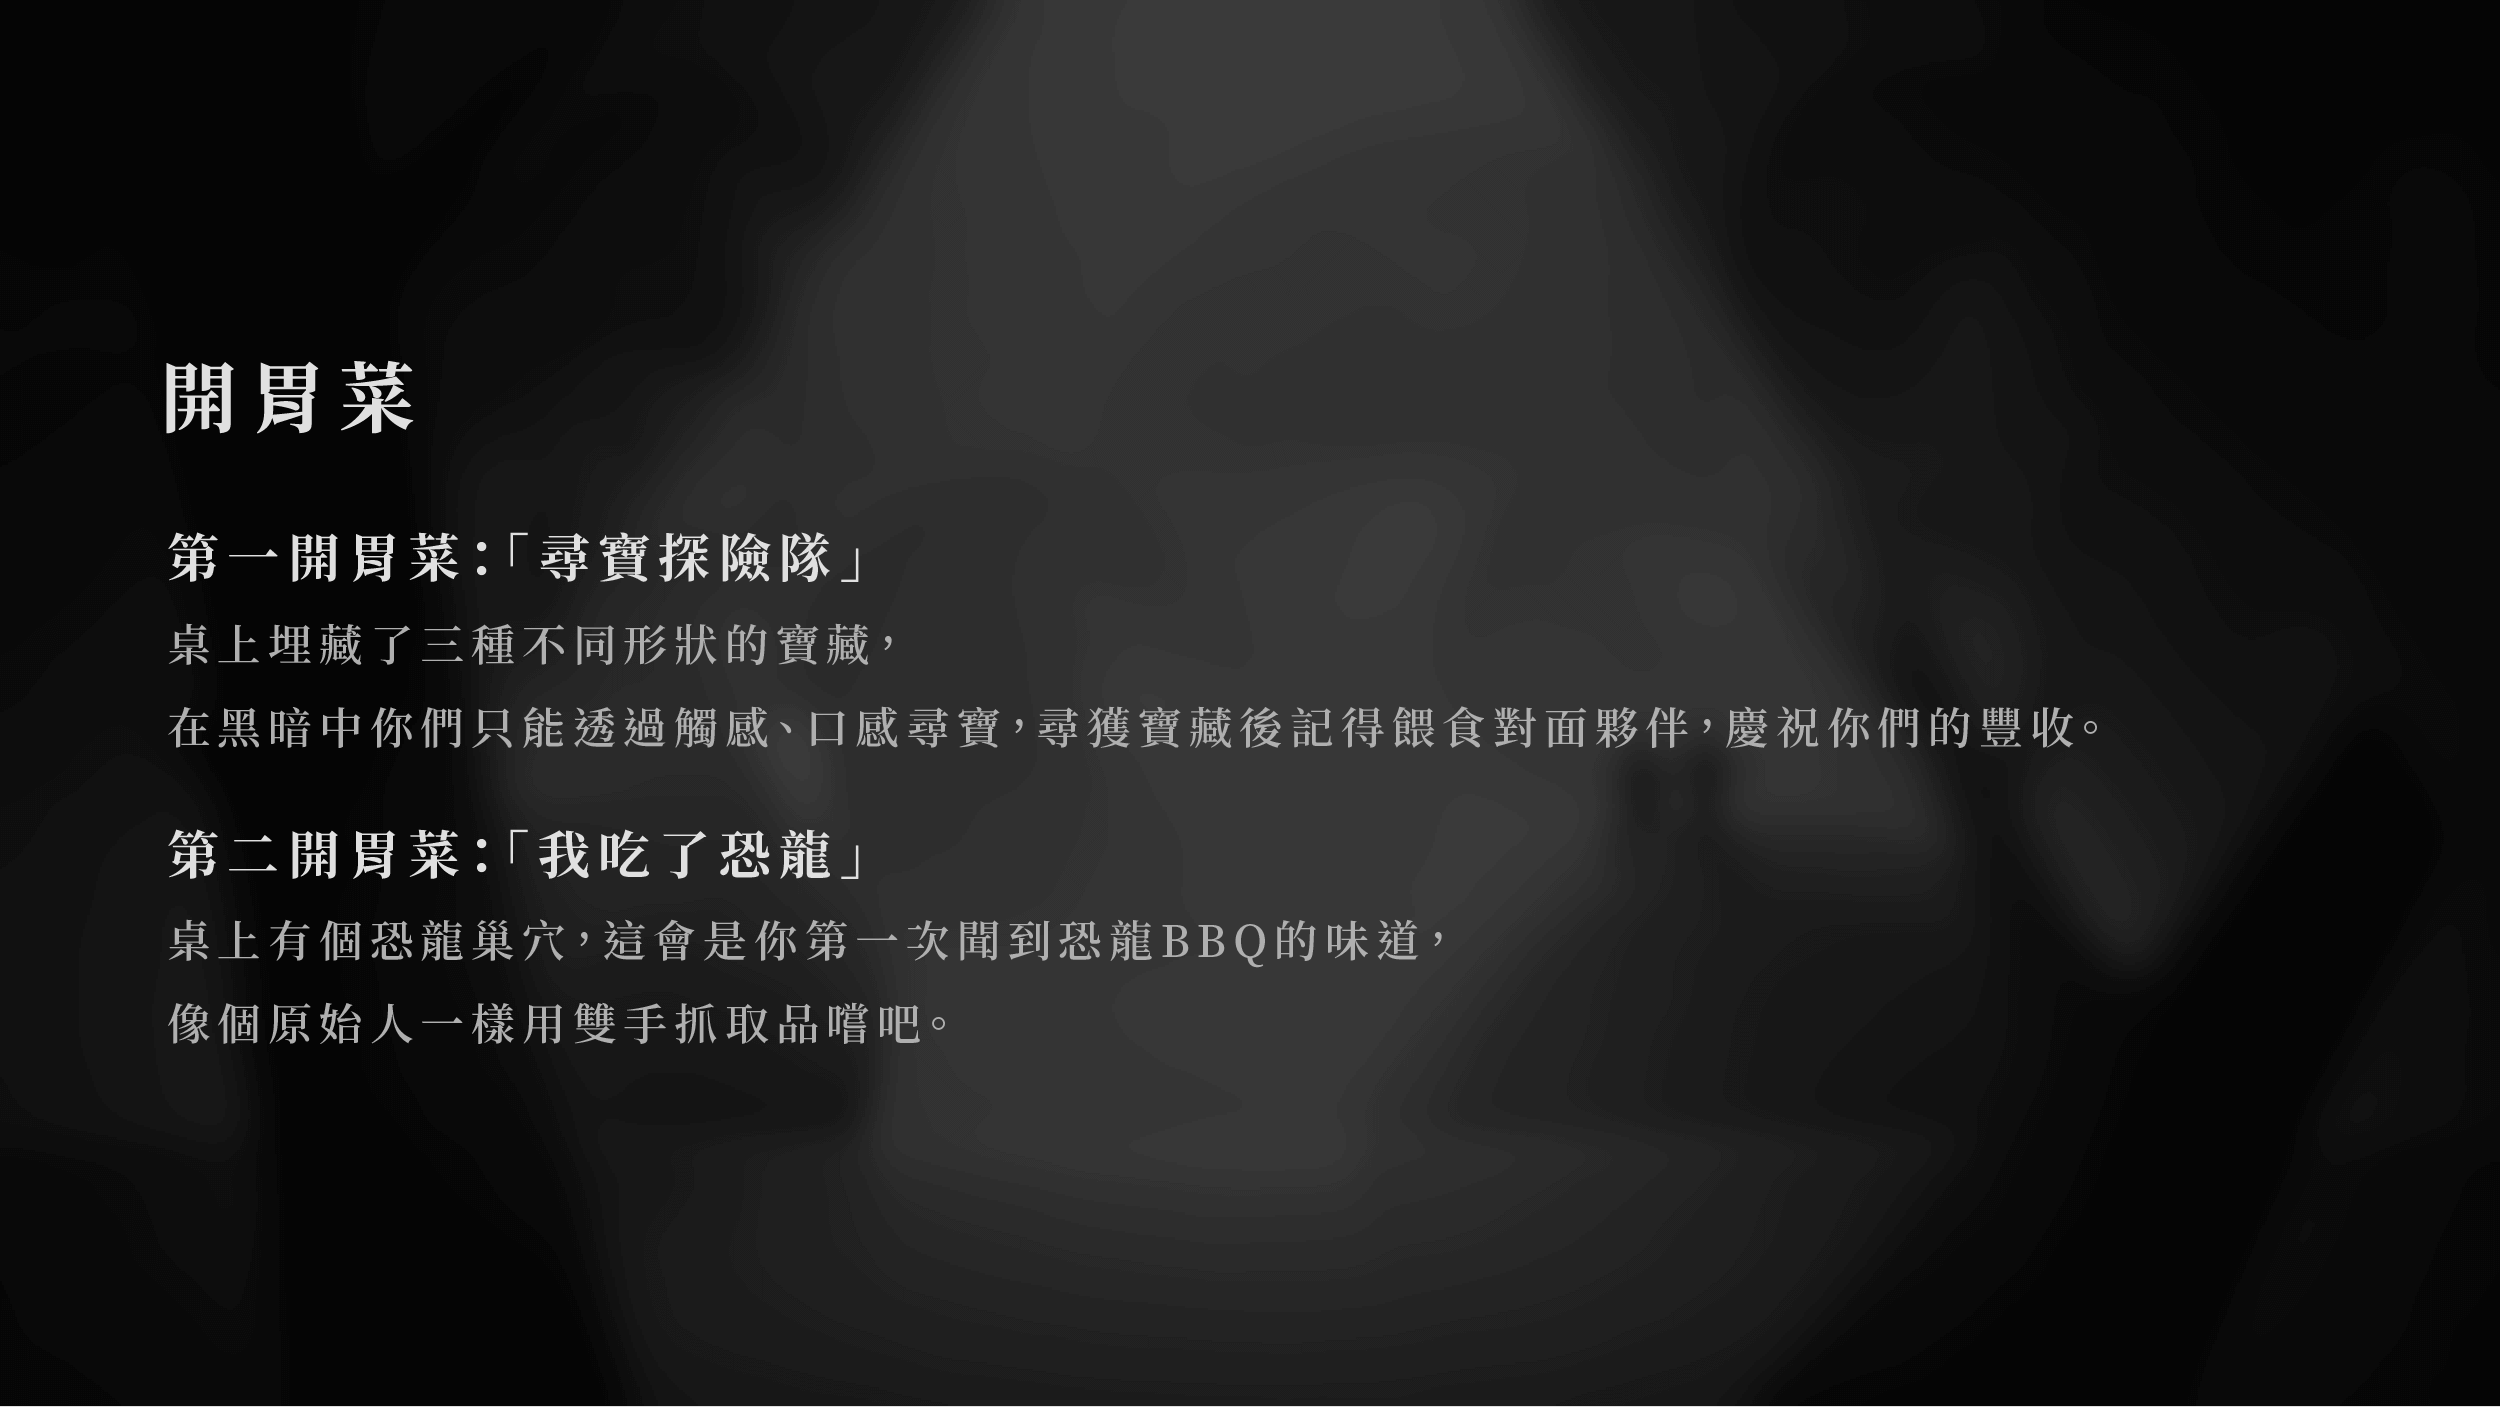 開胃菜
第一開胃菜：「尋寶探險隊」
桌上埋藏了三種不同形狀的寶藏，
在黑暗中你們只能透過觸感、口感尋寶，尋獲寶藏後記得餵食對面夥伴，慶祝你們的豐收。
第二開胃菜：「我吃了恐龍」
桌上有個恐龍巢穴，這會是你第一次聞到恐龍BBQ的味道，
像個原始人一樣用雙手抓取品嚐吧。